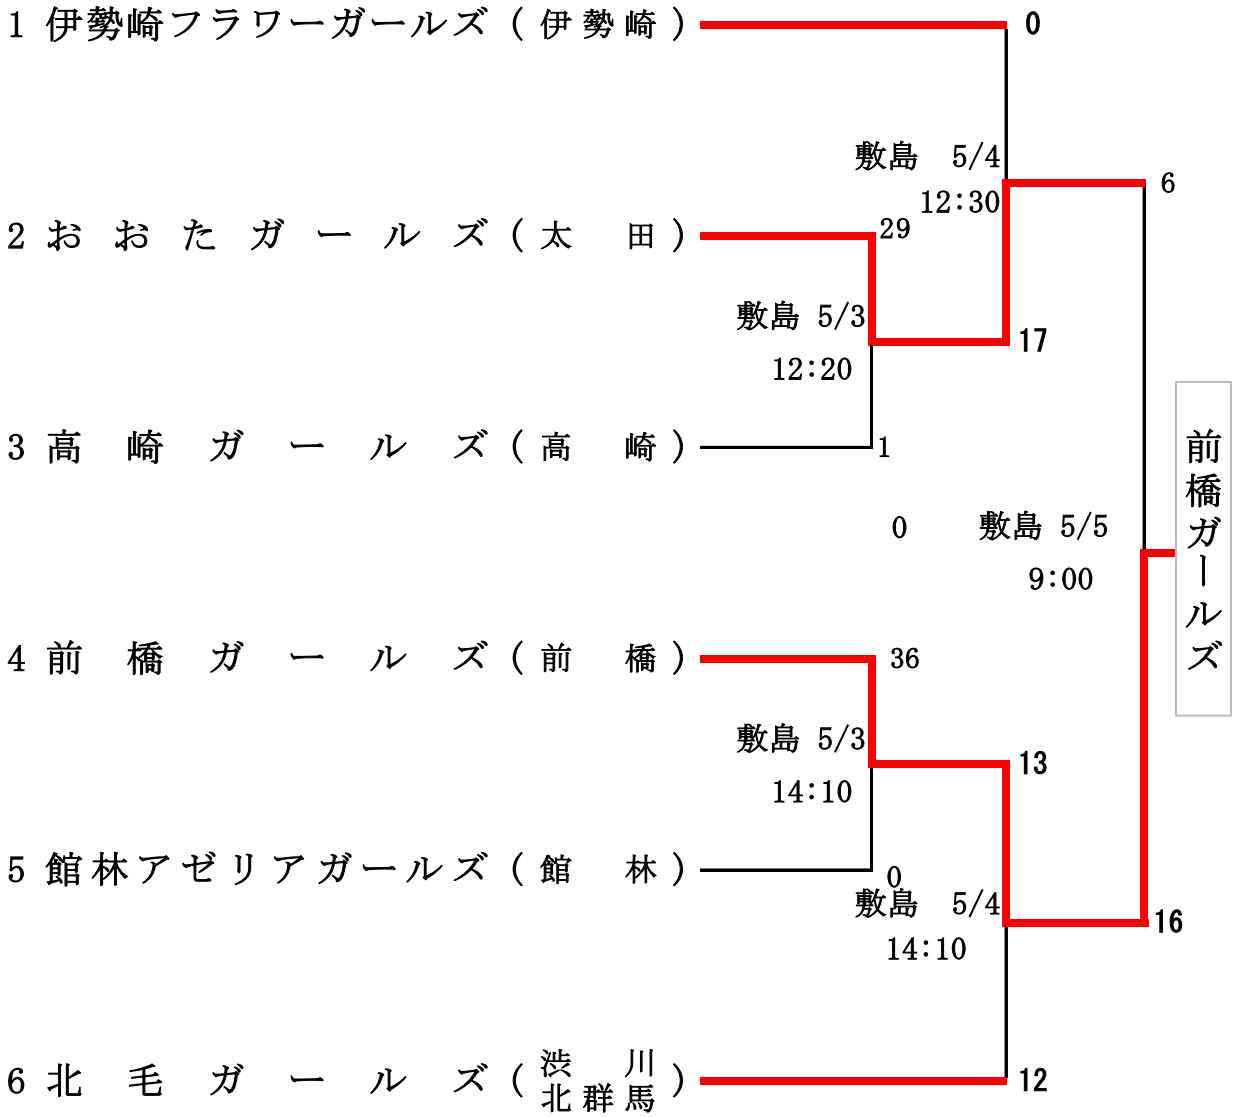 1 伊勢崎フラワーガールズ(伊勢崎) 0
敷島 5/4
12:30
6
2 おおたガールズ(太田) 29
敷島 5/3
12:20
17
3 高崎ガールズ(高崎) 1
前橋ガールズ
0
敷島 5/5
9:00
4 前橋ガールズ(前橋) 36
敷島 5/3
14:10
13
5 館林アゼリアガールズ(館林) 0
敷島 5/4
14:10
16
6 北毛ガールズ(渋川
北群馬) 12